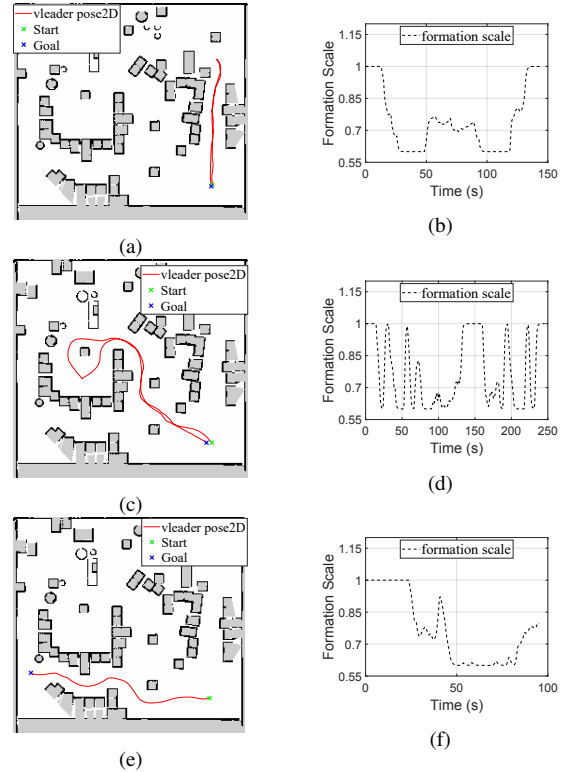 vleader pose2D
Start
Goal
(a)
1.15
1
0.85
0.7
0.55
Formation Scale
formation scale
0 50 100 150
Time (s)
(b)
vleader pose2D
Start
Goal
(c)
1.15
1
0.85
0.7
0.55
Formation Scale
formation scale
0 50 100 150 200 250
Time (s)
(d)
vleader pose2D
Start
Goal
(e)
1.15
1
0.85
0.7
0.55
Formation Scale
formation scale
0 50 100
Time (s)
(f)